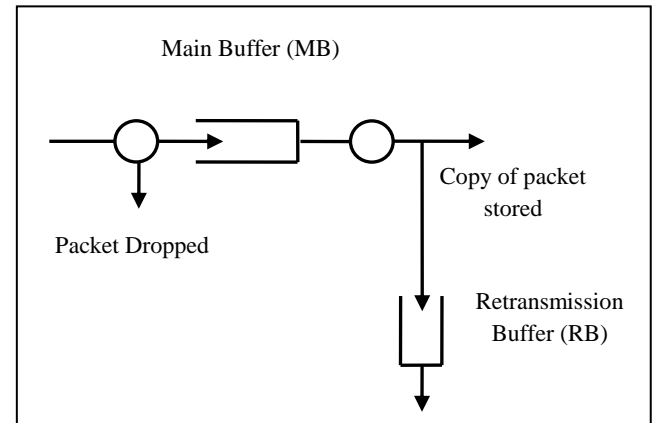 Main Buffer (MB)
Copy of packet
stored
Packet Dropped
Retransmission
Buffer (RB)